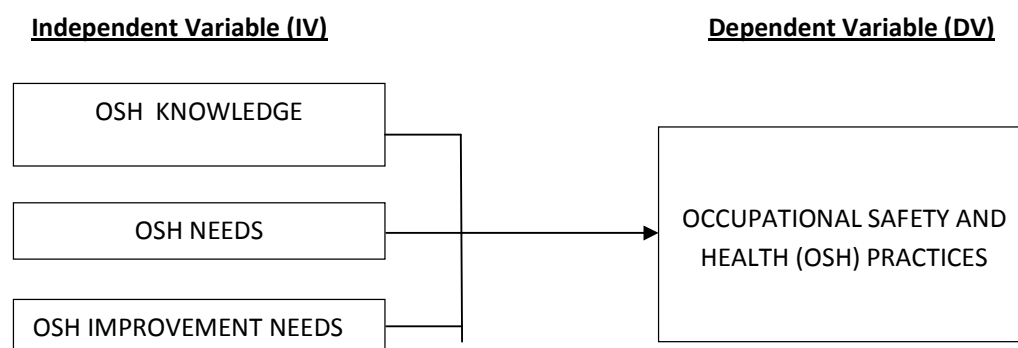 Independent Variable (IV)
Dependent Variable (DV)
OSH KNOWLEDGE
OSH NEEDS
OSH IMPROVEMENT NEEDS
OCCUPATIONAL SAFETY AND
HEALTH (OSH) PRACTICES